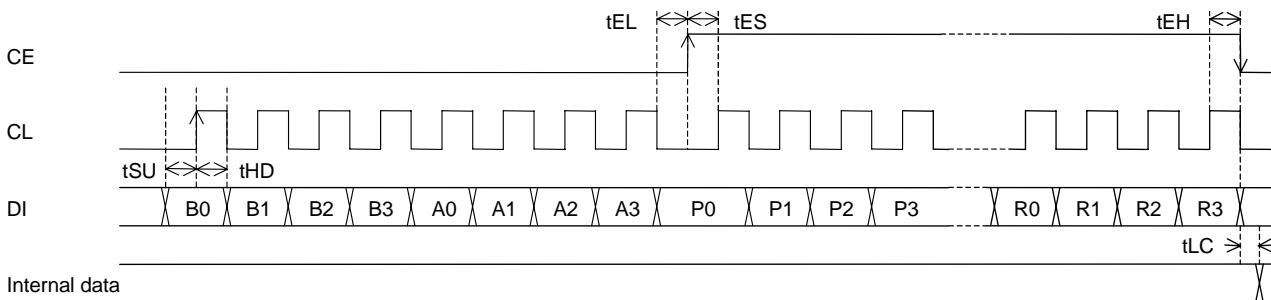 tEL tES tEH
CE
CL
tSU tHD
DI B0 B1 B2 B3 A0 A1 A2 A3 P0 P1 P2 P3 R0 R1 R2 R3
tLC
Internal data